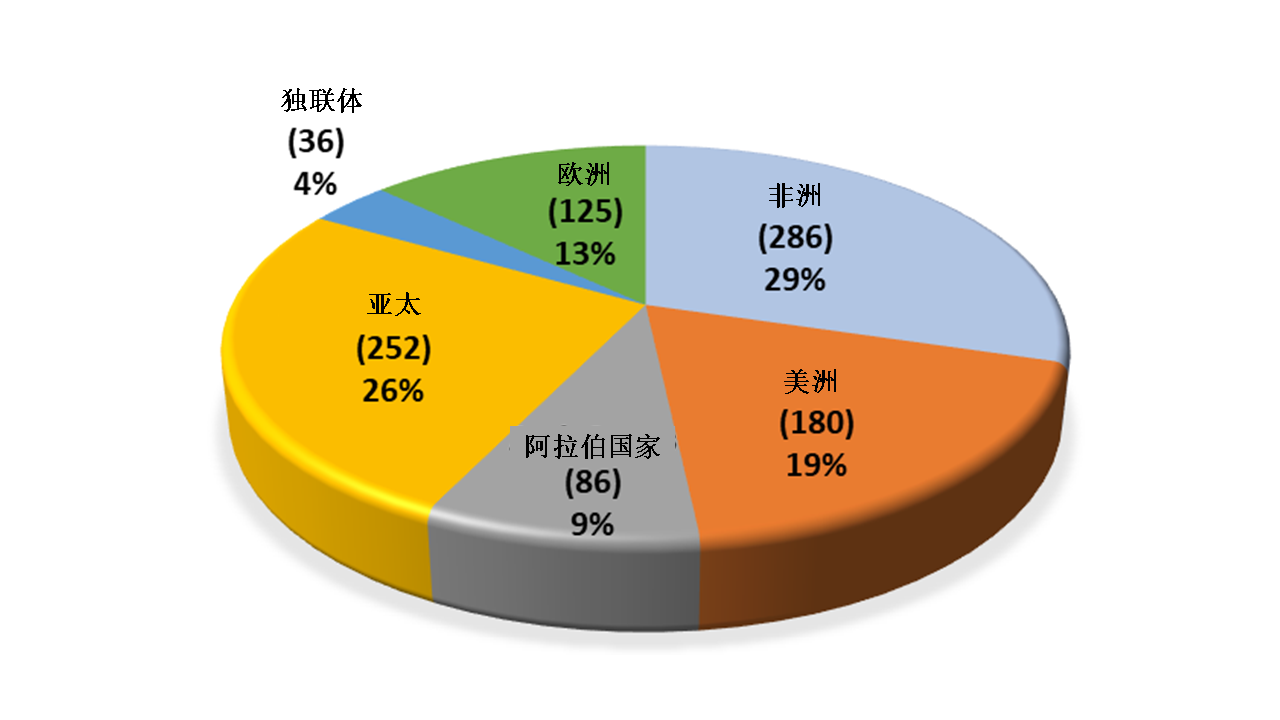 独联体
(36)
4%
欧洲
(125)
13%
非洲
(286)
29%
亚太
(252)
26%
美洲
(180)
19%
阿拉伯国家
(86)
9%